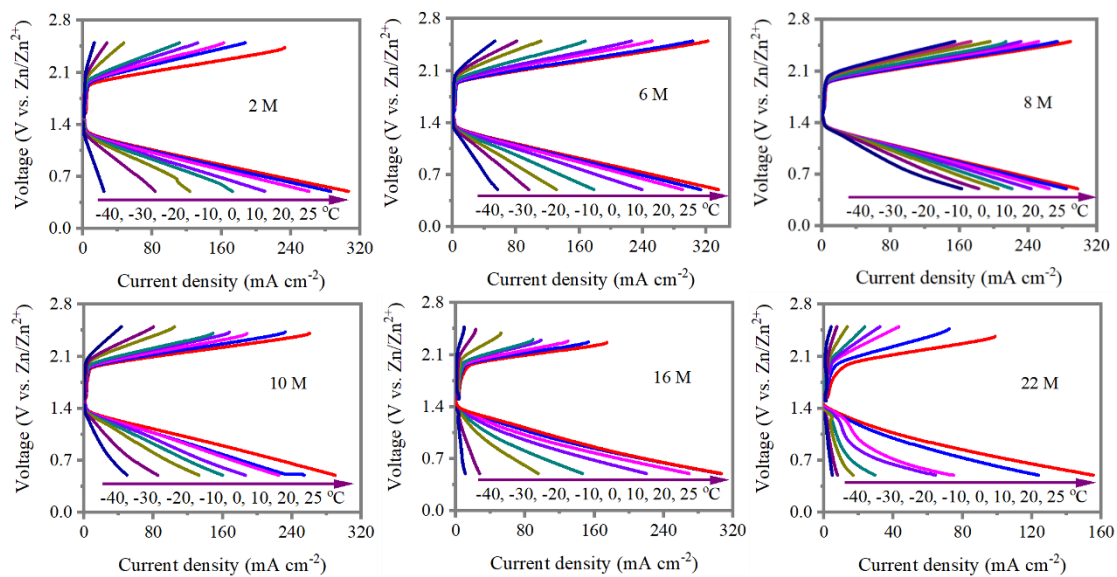 Voltage (V vs. Zn/Zn²⁺)
2.8
2.1
1.4
0.7
0.0
2 M
-40, -30, -20, -10, 0, 10, 20, 25 ºC
0 80 160 240 320
Current density (mA cm⁻²)
Voltage (V vs. Zn/Zn²⁺)
2.8
2.1
1.4
0.7
0.0
6 M
-40, -30, -20, -10, 0, 10, 20, 25 ºC
0 80 160 240 320
Current density (mA cm⁻²)
Voltage (V vs. Zn/Zn²⁺)
2.8
2.1
1.4
0.7
0.0
8 M
-40, -30, -20, -10, 0, 10, 20, 25 ºC
0 80 160 240 320
Current density (mA cm⁻²)
Voltage (V vs. Zn/Zn²⁺)
2.8
2.1
1.4
0.7
0.0
10 M
-40, -30, -20, -10, 0, 10, 20, 25 ºC
0 80 160 240 320
Current density (mA cm⁻²)
Voltage (V vs. Zn/Zn²⁺)
2.8
2.1
1.4
0.7
0.0
16 M
-40, -30, -20, -10, 0, 10, 20, 25 ºC
0 80 160 240 320
Current density (mA cm⁻²)
Voltage (V vs. Zn/Zn²⁺)
2.8
2.1
1.4
0.7
0.0
22 M
-40, -30, -20, -10, 0, 10, 20, 25 ºC
0 40 80 120 160
Current density (mA cm⁻²)